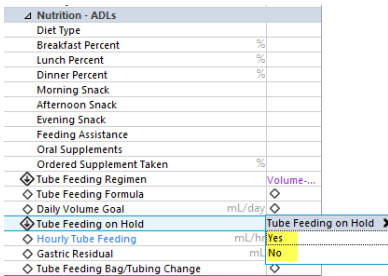 Nutrition - ADLs
Diet Type
Breakfast Percent %
Lunch Percent %
Dinner Percent %
Morning Snack
Afternoon Snack
Evening Snack
Feeding Assistance
Oral Supplements
Ordered Supplement Taken %
Tube Feeding Regimen Volume-...
Tube Feeding Formula
Daily Volume Goal mL/day
Tube Feeding on Hold Tube Feeding on Hold X
Hourly Tube Feeding mL/hr Yes
Gastric Residual mL No
Tube Feeding Bag/Tubing Change